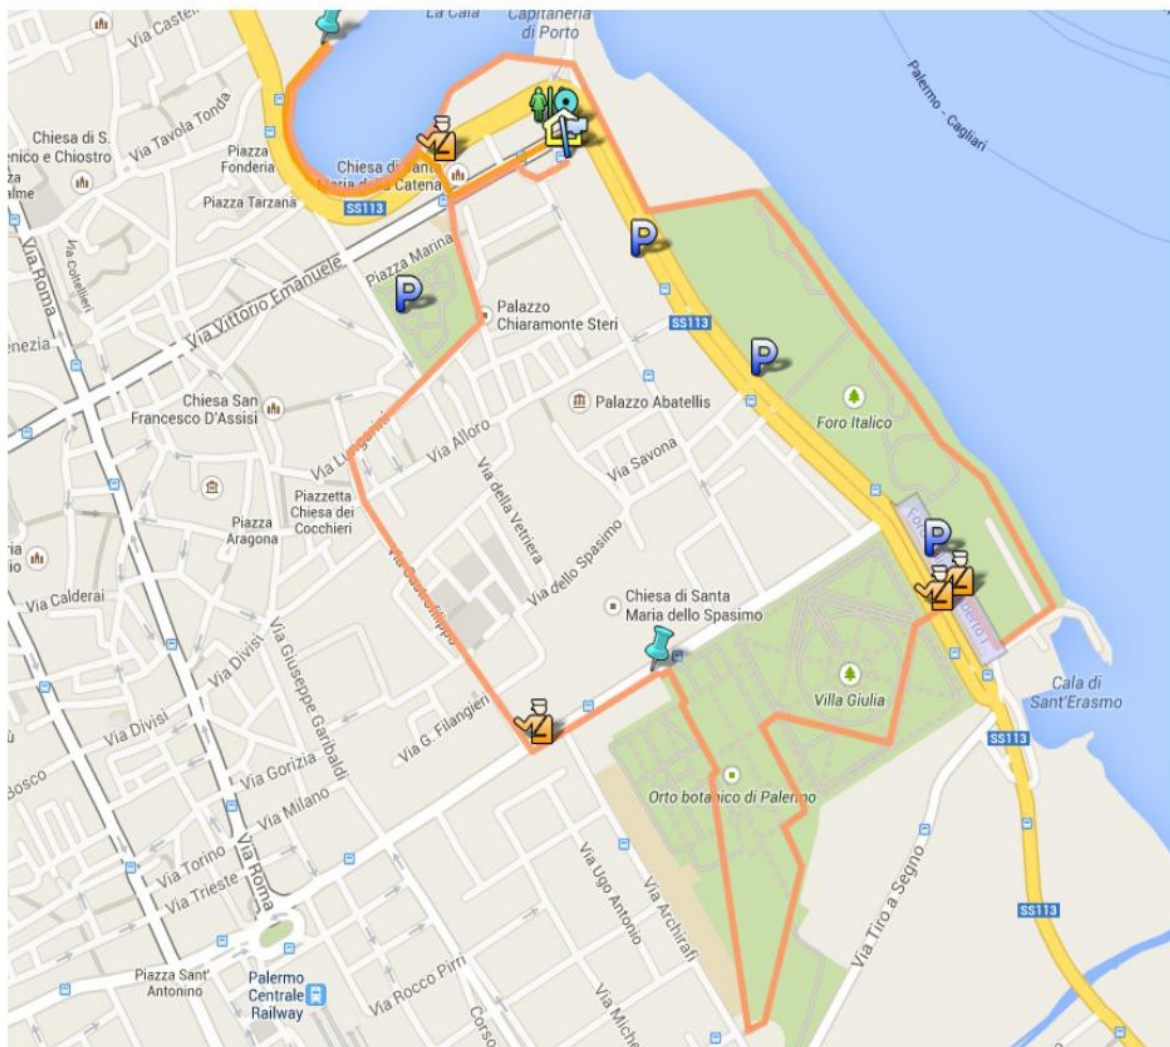 La Cala
Capitaneria
di Porto
Via Castell
Via Tavola Tonda
Palermo - Cagliari
Chiesa di S.
enico e Chiostro
Piazza
Fonderia
Chiesa di Santa
Maria della Catena
Piazza Tarzana
SS113
za
alme
Via Roma
Via Coltellieri
Piazza Marina
P
P
Via Vittorio Emanuele
Palazzo
Chiaramonte Steri
SS113
enezia
P
Chiesa San
Francesco D'Assisi
Palazzo Abatellis
Foro Italico
Via Alloro
Via Savona
Piazzetta
Chiesa dei
Cocchieri
Via della Vetriera
Piazza
Aragona
P
Via dello Spasimo
Via Castrofilippo
Chiesa di Santa
Maria dello Spasimo
Via Calderai
Via Divisi
Via Giuseppe Garibaldi
Villa Giulia
Cala di
Sant'Erasmo
Via Divisi
Via G. Filangieri
SS113
Bosco
Via Gorizia
Via Milano
Orto botanico di Palermo
Via Torino
Via Trieste
Via Roma
Via Ugo Antonio
Via Archirafi
Via Tiro a Segno
SS113
Piazza Sant'
Antonino
Palermo
Centrale
Railway
Via Rocco Pirri
Corso
Via Miche